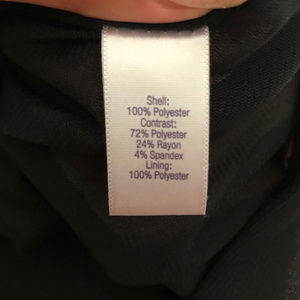 Shell:
100% Polyester
Contrast:
72% Polyester
24% Rayon
4% Spandex
Lining:
100% Polyester